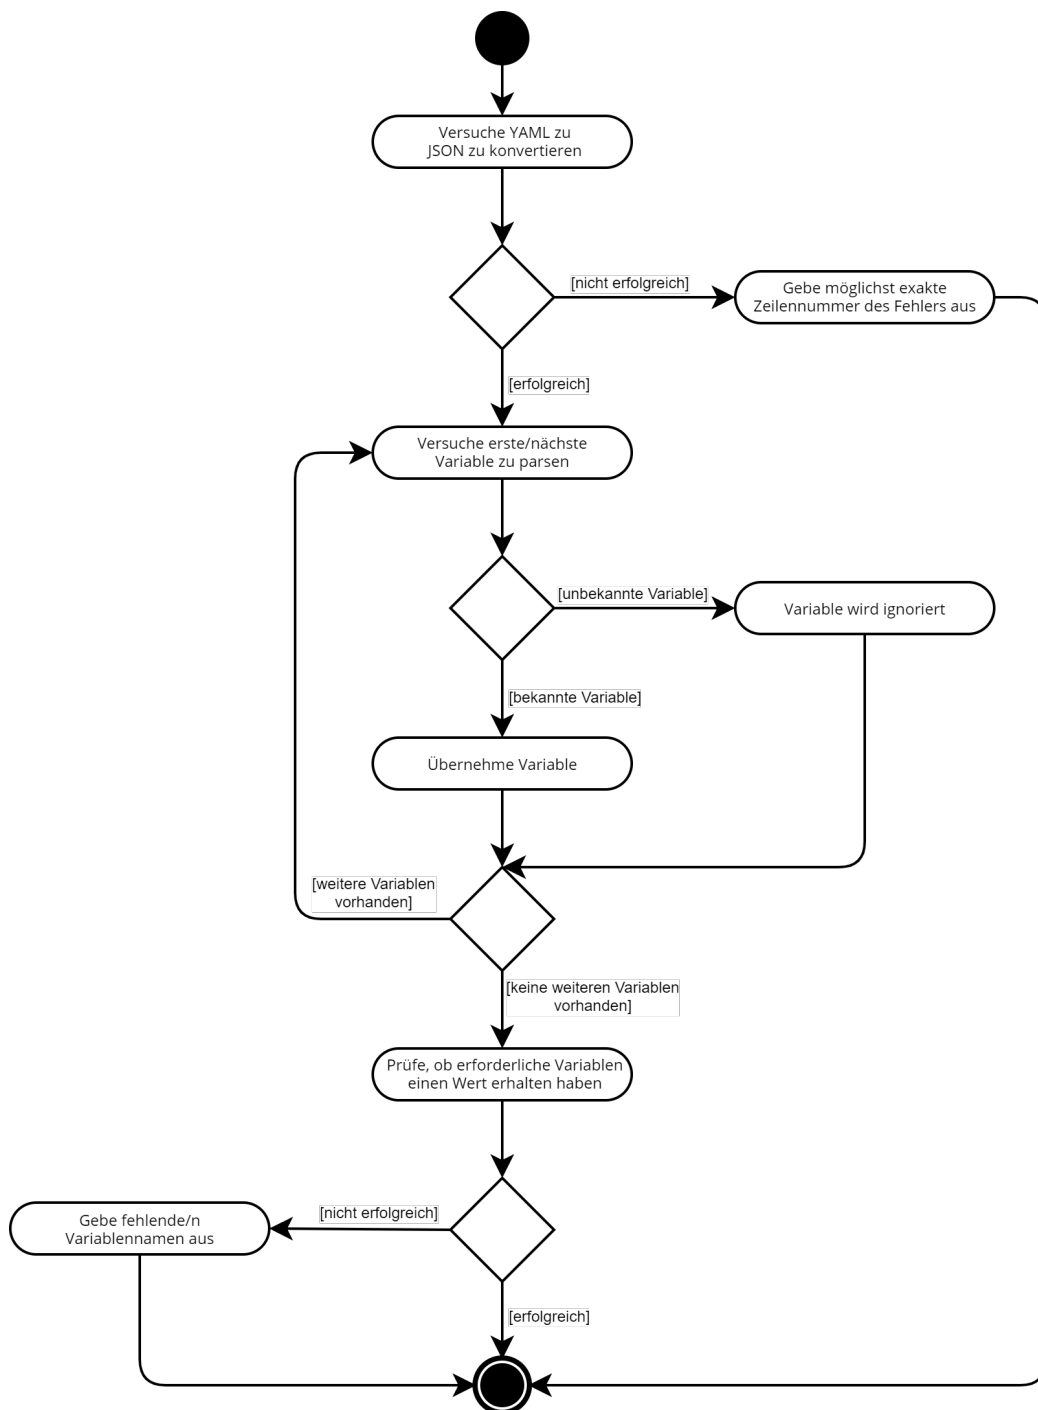 Versuche YAML zu
JSON zu konvertieren
[nicht erfolgreich]
Gebe möglichst exakte
Zeilennummer des Fehlers aus
[erfolgreich]
Versuche erste/nächste
Variable zu parsen
[unbekannte Variable]
Variable wird ignoriert
[bekannte Variable]
Übernehme Variable
[weitere Variablen
vorhanden]
[keine weiteren Variablen
vorhanden]
Prüfe, ob erforderliche Variablen
einen Wert erhalten haben
[nicht erfolgreich]
Gebe fehlende/n
Variablennamen aus
[erfolgreich]